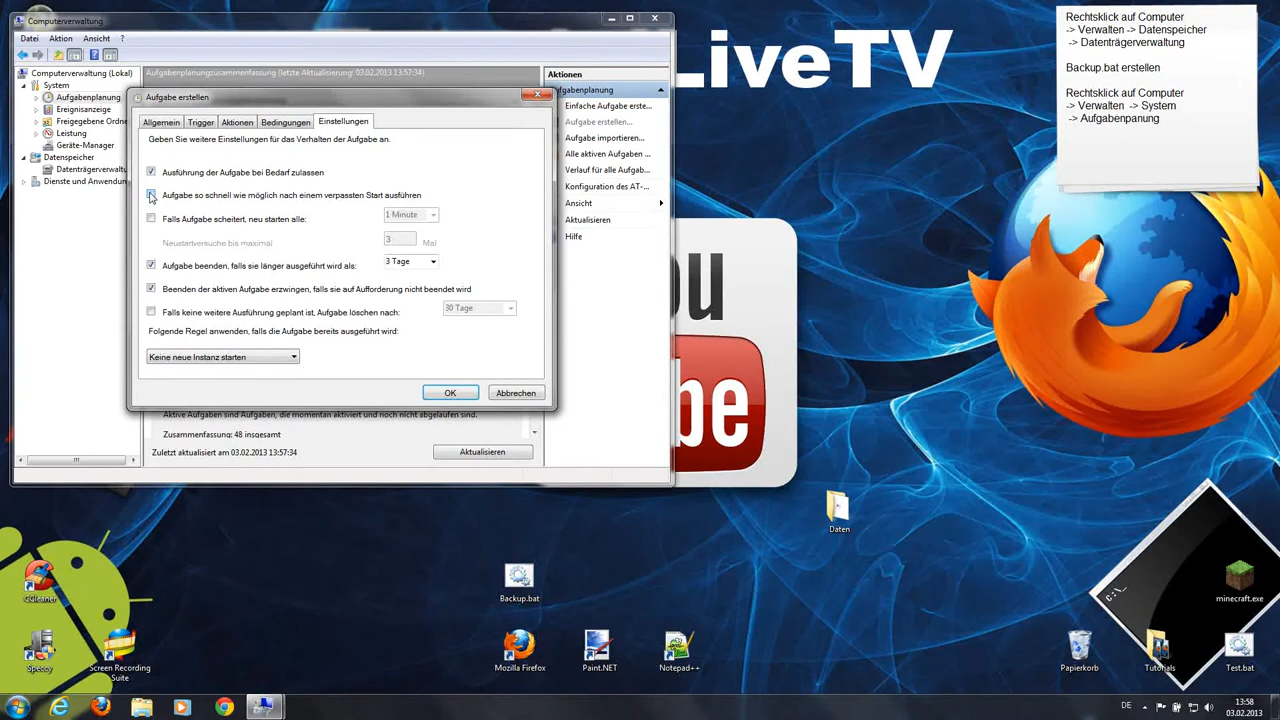 Computerverwaltung
Datei Aktion Ansicht ?
Computerverwaltung (Lokal)
System
Aufgabenplanung
Ereignisanzeige
Freigegebene Ordne
Leistung
Geräte-Manager
Datenspeicher
Datenträgerverwaltu
Dienste und Anwendun
Aufgabenplanungzusammenfassung (letzte Aktualisierung: 03.02.2013 13:57:34)
Aufgabe erstellen
Allgemein Trigger Aktionen Bedingungen Einstellungen
Geben Sie weitere Einstellungen für das Verhalten der Aufgabe an.
Ausführung der Aufgabe bei Bedarf zulassen
Aufgabe so schnell wie möglich nach einem verpassten Start ausführen
Falls Aufgabe scheitert, neu starten alle: 1 Minute
Neustartversuche bis maximal 3 Mal
Aufgabe beenden, falls sie länger ausgeführt wird als: 3 Tage
Beenden der aktiven Aufgabe erzwingen, falls sie auf Aufforderung nicht beendet wird
Falls keine weitere Ausführung geplant ist, Aufgabe löschen nach: 30 Tage
Folgende Regel anwenden, falls die Aufgabe bereits ausgeführt wird:
Keine neue Instanz starten
OK Abbrechen
Aktive Aufgaben sind Aufgaben, die momentan aktiviert und noch nicht abgelaufen sind.
Zusammenfassung: 48 insgesamt
Zuletzt aktualisiert am 03.02.2013 13:57:34
Aktualisieren
Aktionen
fgabenplanung
Einfache Aufgabe erste...
Aufgabe erstellen...
Aufgabe importieren...
Alle aktiven Aufgaben ...
Verlauf für alle Aufgab...
Konfiguration des AT-...
Ansicht
Aktualisieren
Hilfe
LiveTV
ou
be
Rechtsklick auf Computer
-> Verwalten -> Datenspeicher
-> Datenträgerverwaltung
Backup.bat erstellen
Rechtsklick auf Computer
-> Verwalten -> System
-> Aufgabenpanung
Daten
C:\_
CCleaner
Backup.bat
minecraft.exe
Speccy
Screen Recording
Suite
Mozilla Firefox
Paint.NET
Notepad++
Papierkorb
Tutorials
Test.bat
DE
13:58
03.02.2013